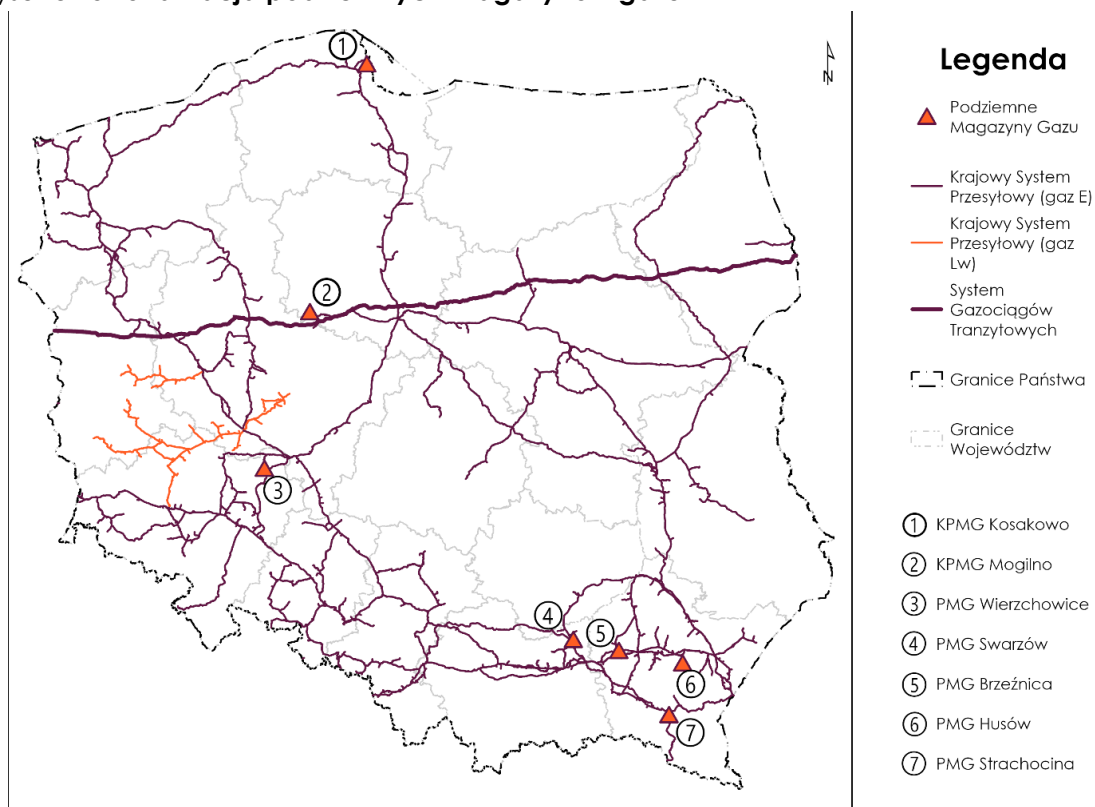 1
2
3
4
5
6
7
N
Legenda
Podziemne
Magazyny Gazu
Krajowy System
Przesyłowy (gaz E)
Krajowy System
Przesyłowy (gaz
Lw)
System
Gazociągów
Tranzytowych
Granice Państwa
Granice
Województw
1 KPMG Kosakowo
2 KPMG Mogilno
3 PMG Wierzchowice
4 PMG Swarzów
5 PMG Brzeźnica
6 PMG Husów
7 PMG Strachocina